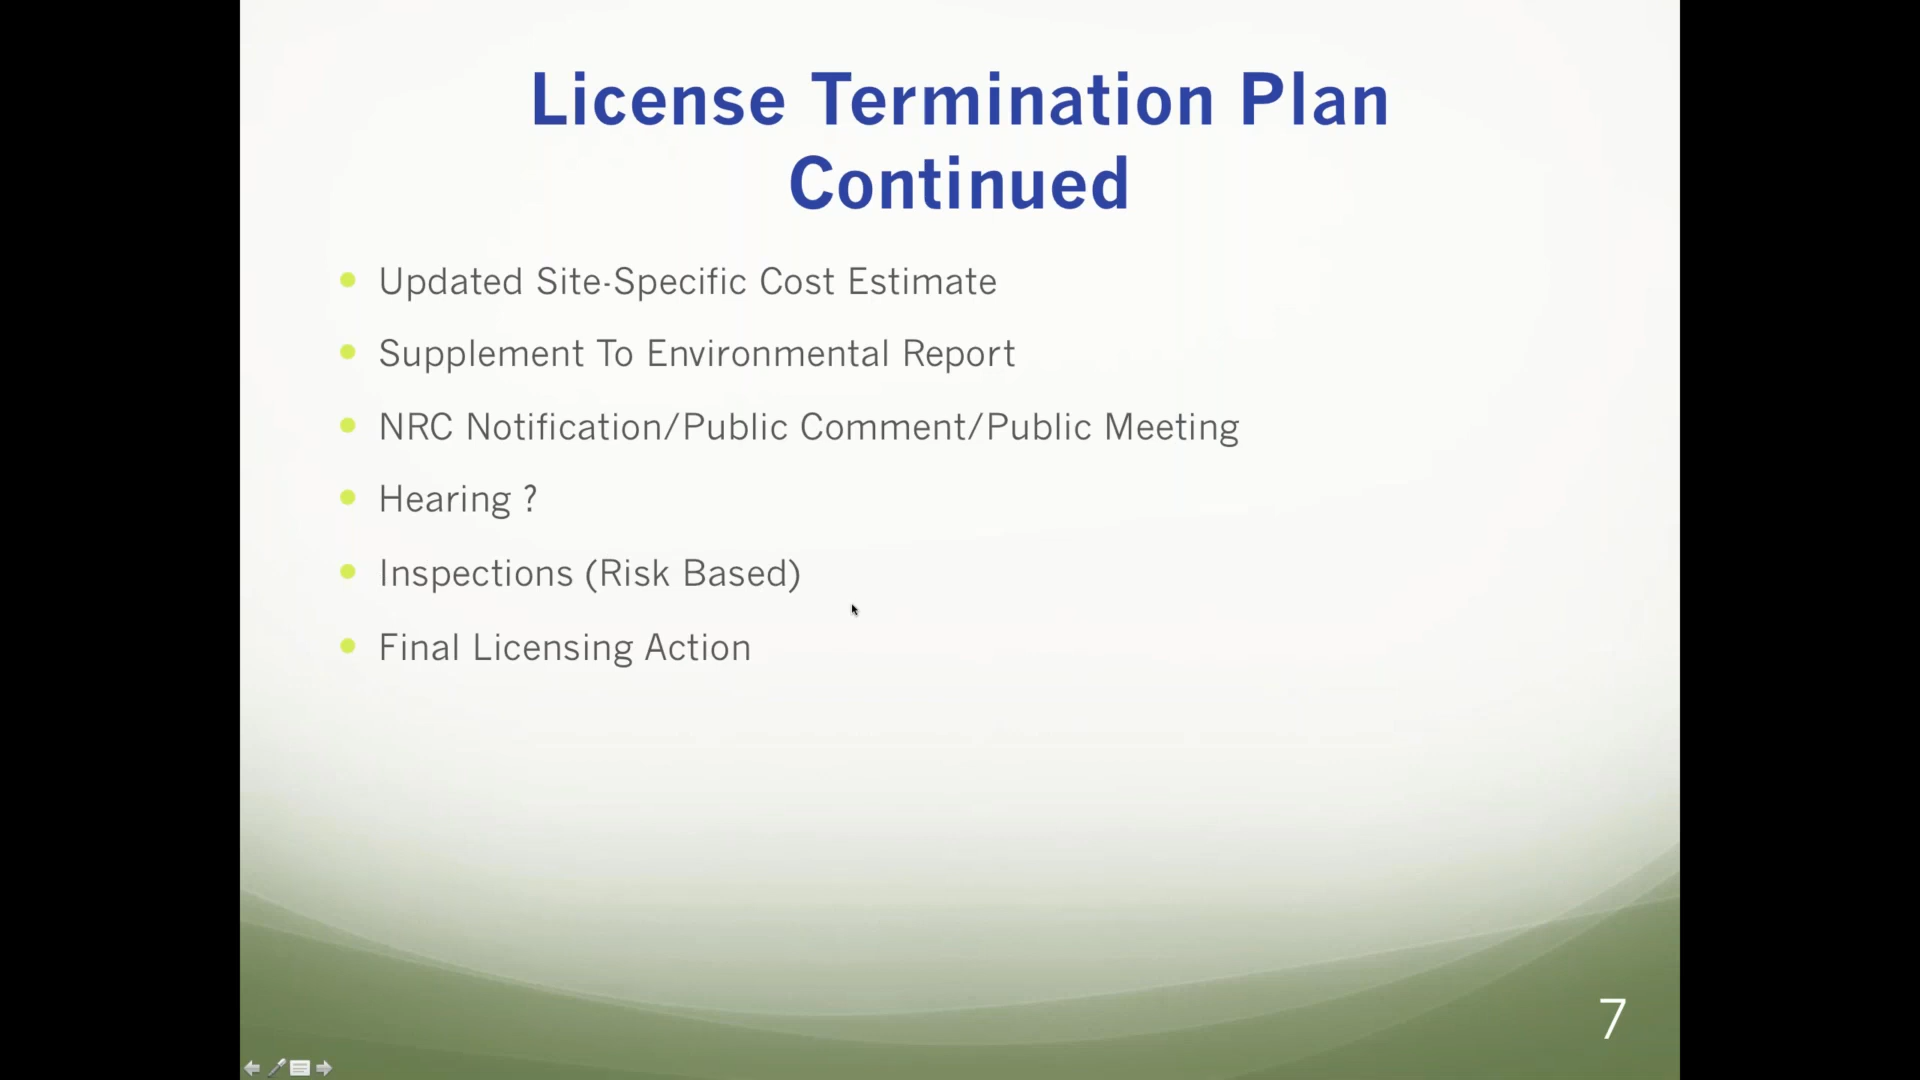 License Termination Plan
Continued
Updated Site-Specific Cost Estimate
Supplement To Environmental Report
NRC Notification/Public Comment/Public Meeting
Hearing ?
Inspections (Risk Based)
Final Licensing Action
7